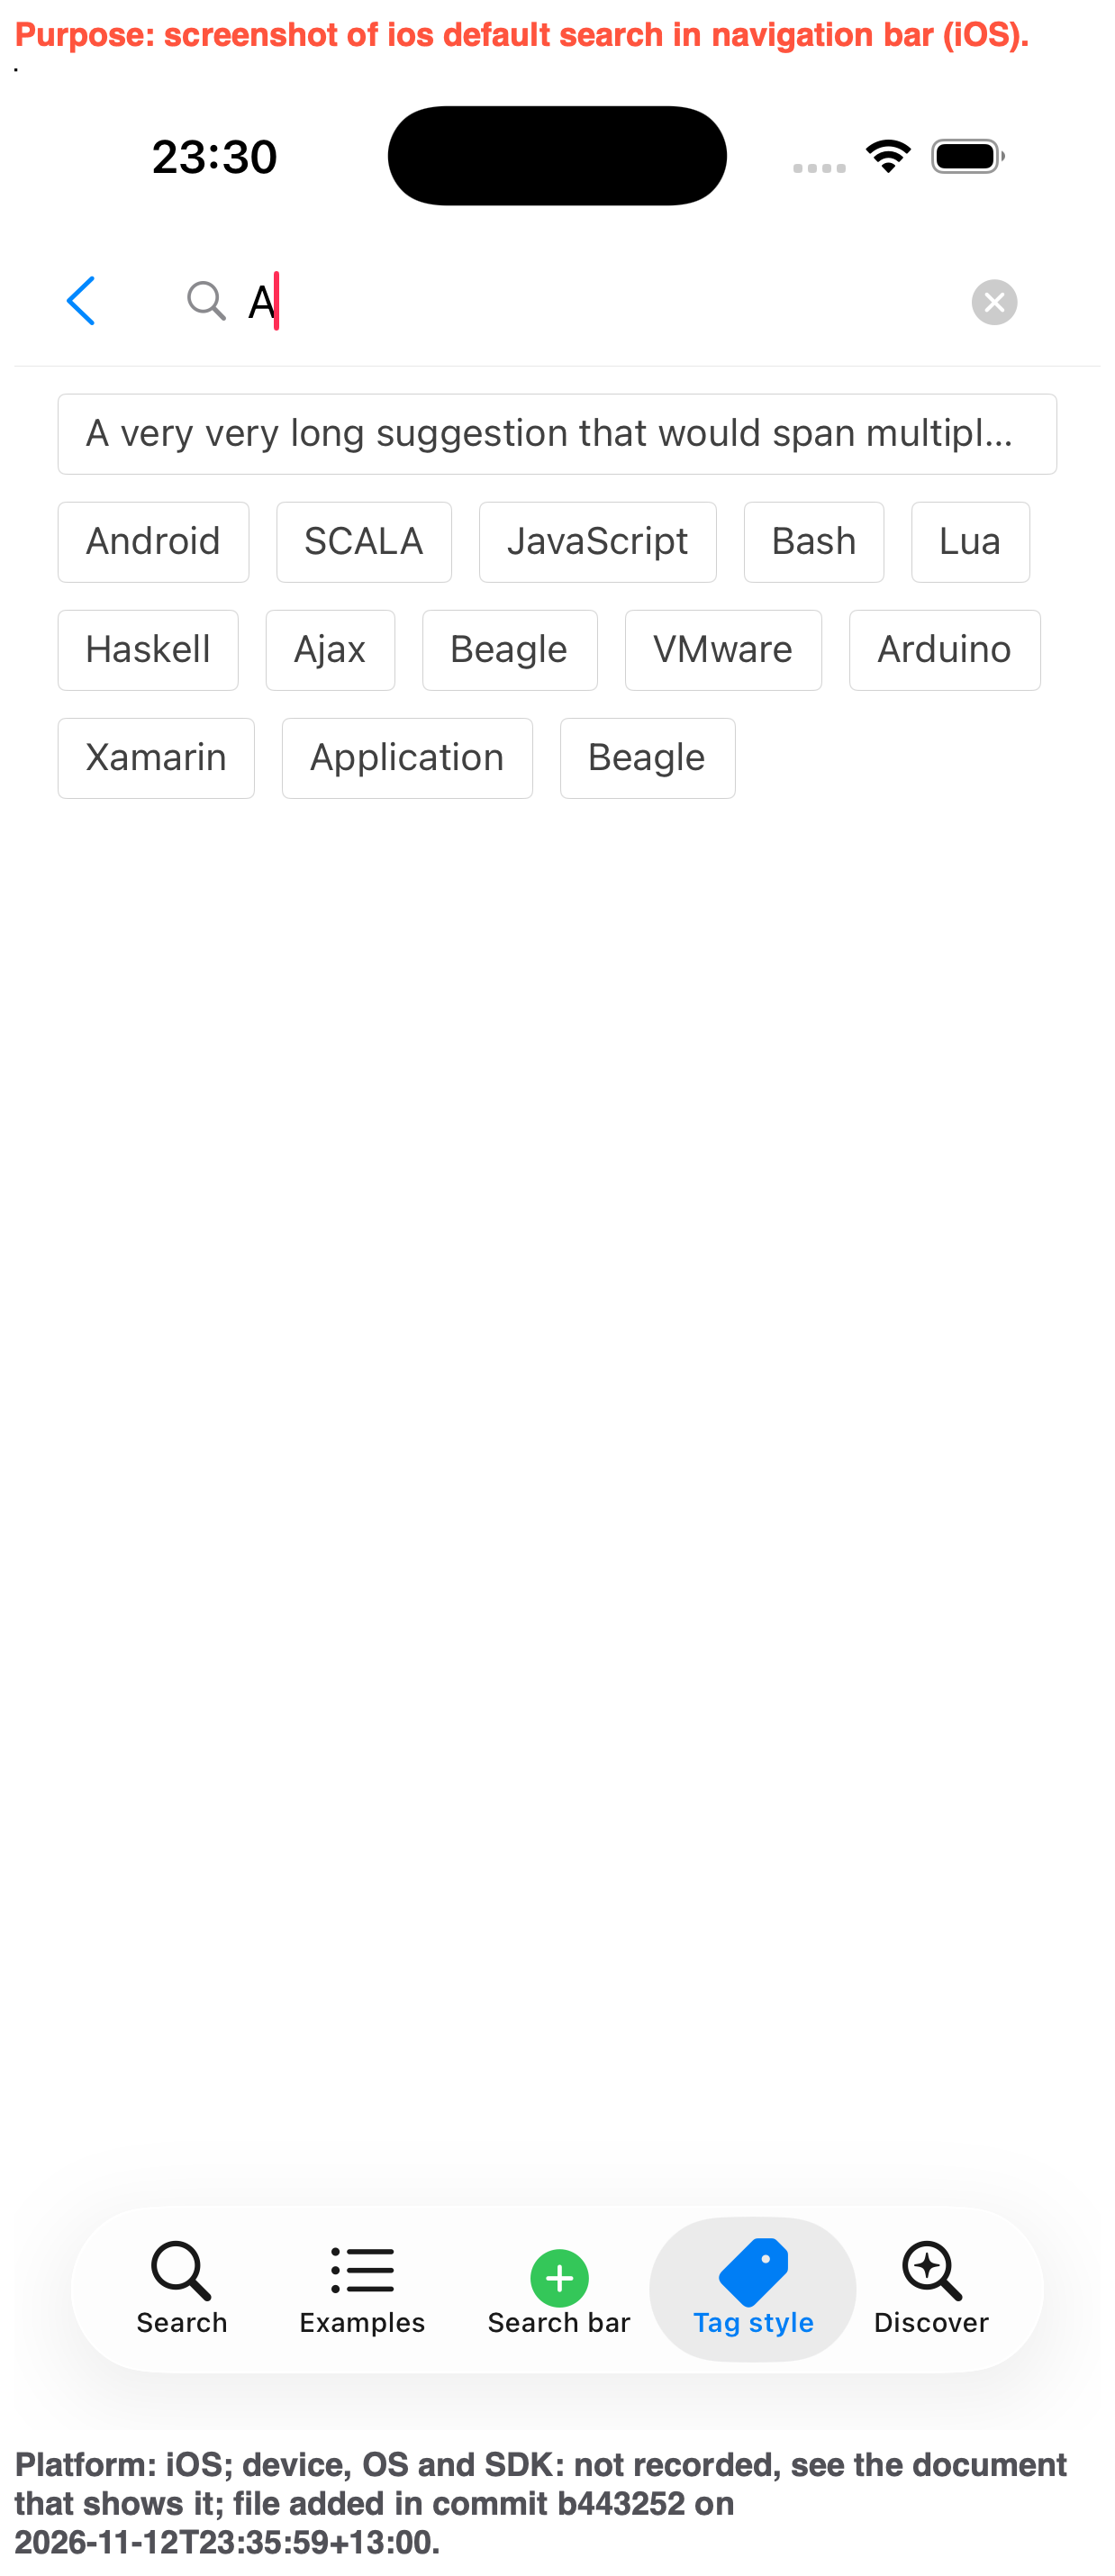 Purpose: screenshot of ios default search in navigation bar (iOS).
.
23:30
A
A very very long suggestion that would span multipl...
Android SCALA JavaScript Bash Lua
Haskell Ajax Beagle VMware Arduino
Xamarin Application Beagle
Search Examples Search bar Tag style Discover
Platform: iOS; device, OS and SDK: not recorded, see the document
that shows it; file added in commit b443252 on
2026-11-12T23:35:59+13:00.